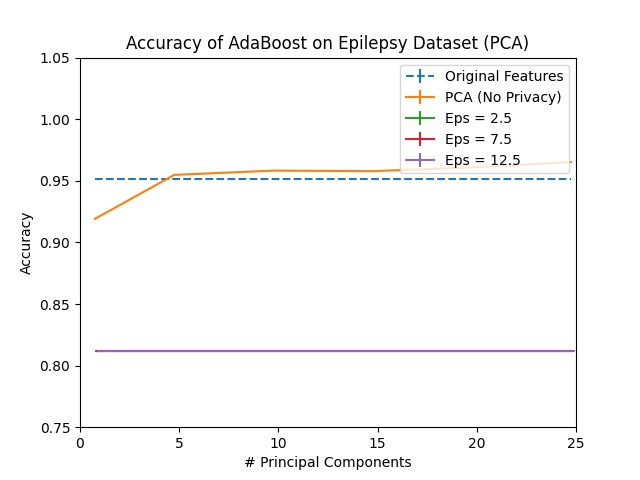 Accuracy of AdaBoost on Epilepsy Dataset (PCA)
1.05
1.00
0.95
0.90
0.85
0.80
0.75
Accuracy
Original Features
PCA (No Privacy)
Eps = 2.5
Eps = 7.5
Eps = 12.5
0 5 10 15 20 25
# Principal Components